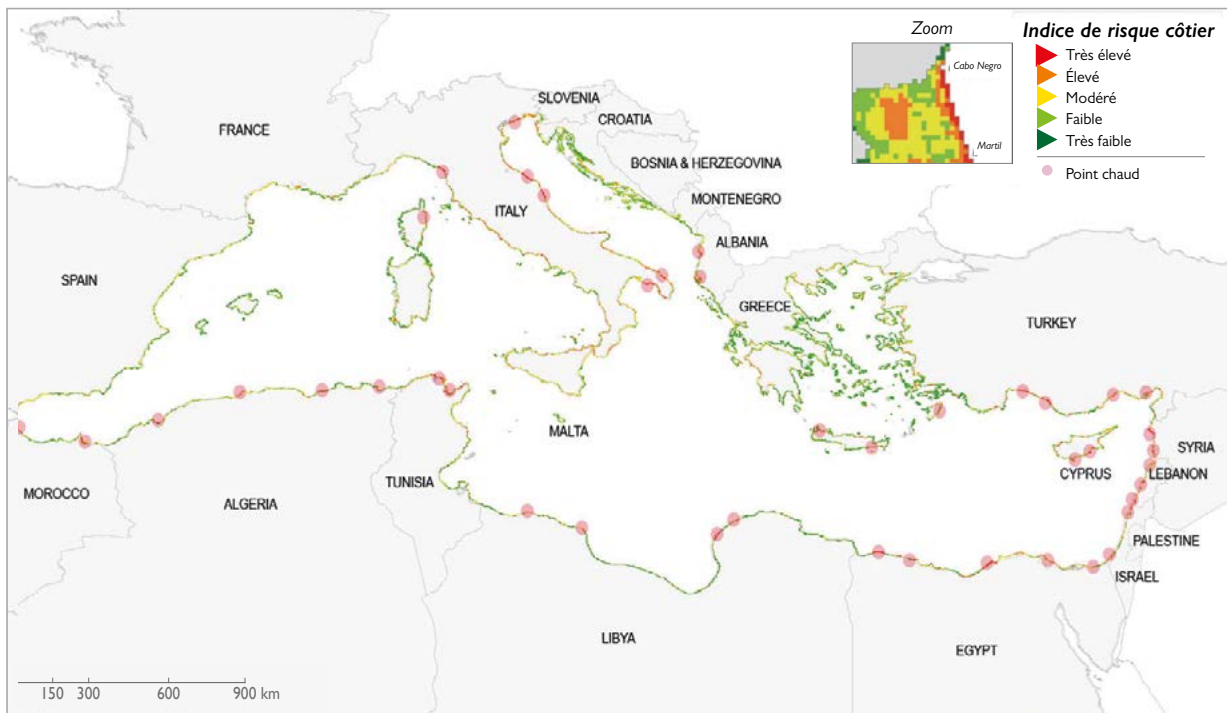 Zoom
Indice de risque côtier
Cabo Negro
Martil
Très élevé
Élevé
Modéré
Faible
Très faible
Point chaud
SLOVENIA
CROATIA
FRANCE
BOSNIA & HERZEGOVINA
MONTENEGRO
ITALY
ALBANIA
SPAIN
GREECE
TURKEY
MALTA
SYRIA
CYPRUS
LEBANON
MOROCCO
TUNISIA
ALGERIA
PALESTINE
ISRAEL
LIBYA
EGYPT
150 300 600 900 km